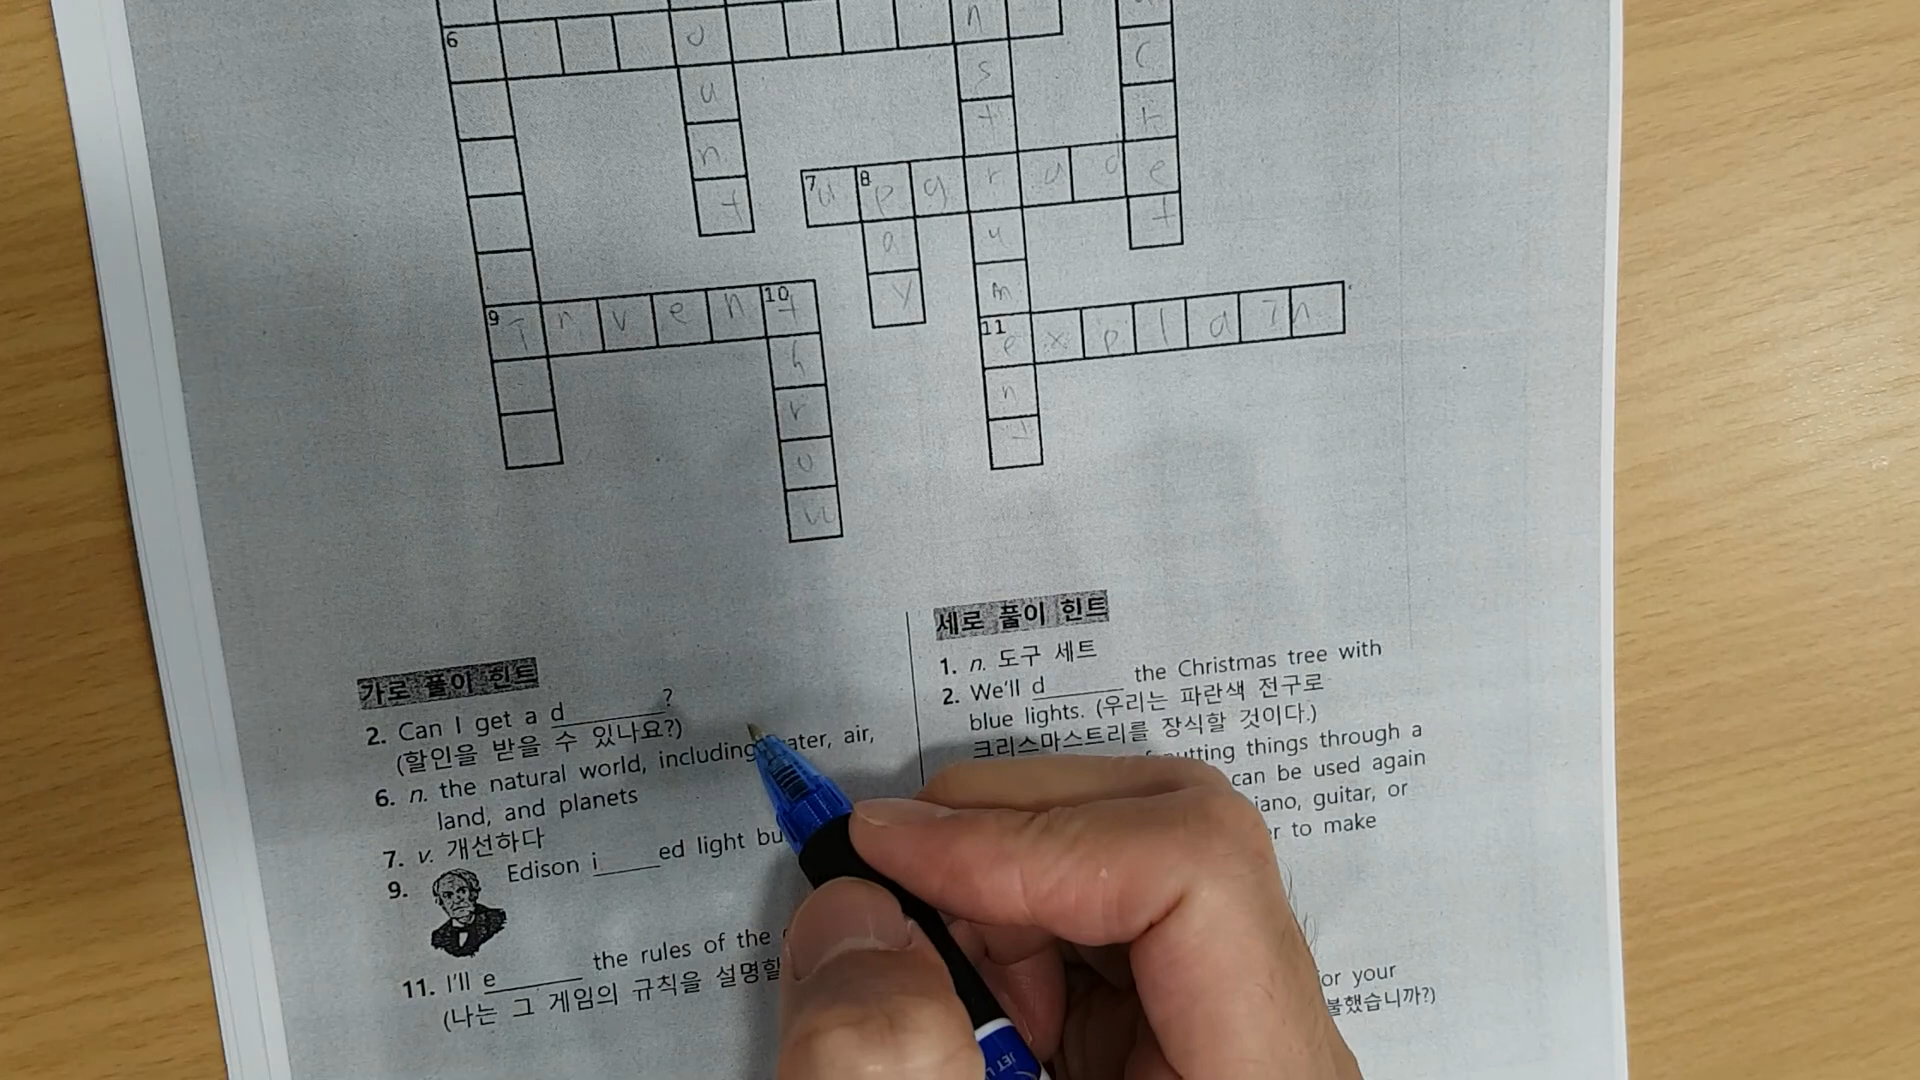 n
6 o
s
c
u
t
t
n
7 u 8 p g r a d e
t
t
a
u
y
m
10
9 i n v e n t
11 e x p l a i n
h
n
r
t
o
w
세로 풀이 힌트
1. n. 도구 세트
2. We'll d______ the Christmas tree with
blue lights. (우리는 파란색 전구로
크리스마스트리를 장식할 것이다.)
putting things through a
can be used again
guitar, or
to make
or your
불했습니까?)
가로 풀이 힌트
2. Can I get a d______?
(할인을 받을 수 있나요?)
6. n. the natural world, including water, air,
land, and planets
7. v. 개선하다
9. Edison i____ed light
11. I'll e______ the rules of the
(나는 그 게임의 규칙을 설명할
JET